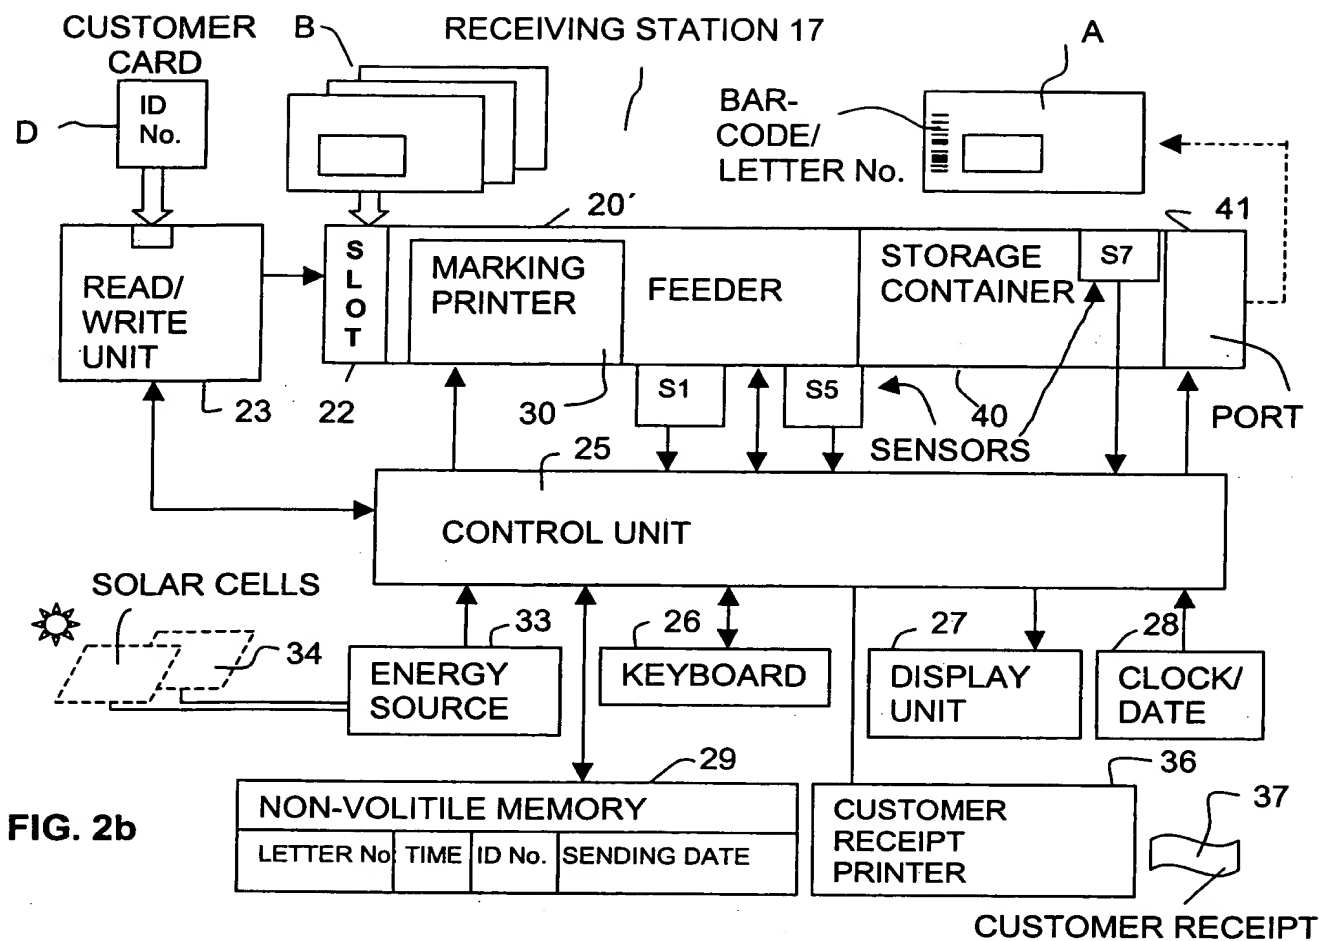 CUSTOMER
CARD
B
RECEIVING STATION 17
A
ID
No.
D
BAR-
CODE/
LETTER No.
20´
41
READ/
WRITE
UNIT
SLOT
MARKING
PRINTER
FEEDER
STORAGE
CONTAINER
S7
23
22
30
S1
S5
40
PORT
SENSORS
25
CONTROL UNIT
SOLAR CELLS
34
33
26
27
28
ENERGY
SOURCE
KEYBOARD
DISPLAY
UNIT
CLOCK/
DATE
29
36
NON-VOLITILE MEMORY
LETTER No
TIME
ID No.
SENDING DATE
CUSTOMER
RECEIPT
PRINTER
37
CUSTOMER RECEIPT
FIG. 2b